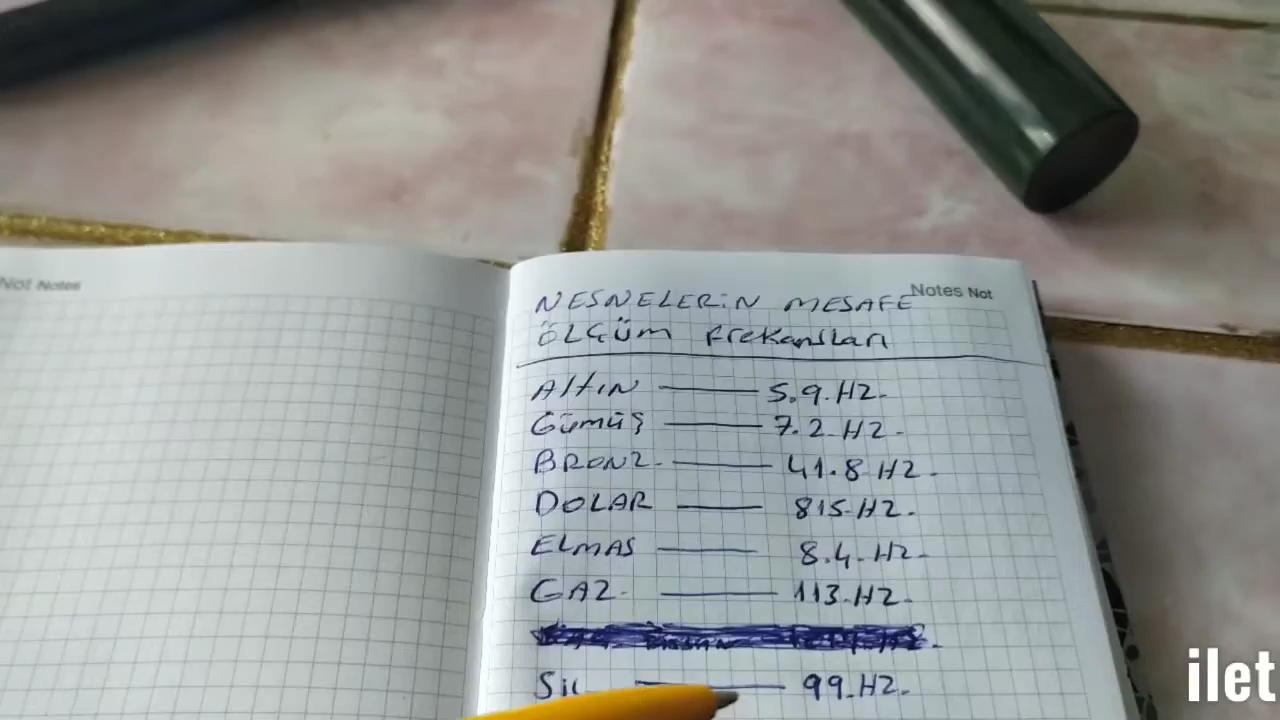 Not Notes
Notes Not
NESNELERİN MESAFE
ÖLÇÜM frekansları
Altın 5.9.HZ-
Gümüş 7.2.HZ-
BRONZ- 41.8 HZ-
DOLAR 815-HZ-
ELMAS 8.4.HZ-
GAZ- 113-HZ-
99-HZ-
ilet